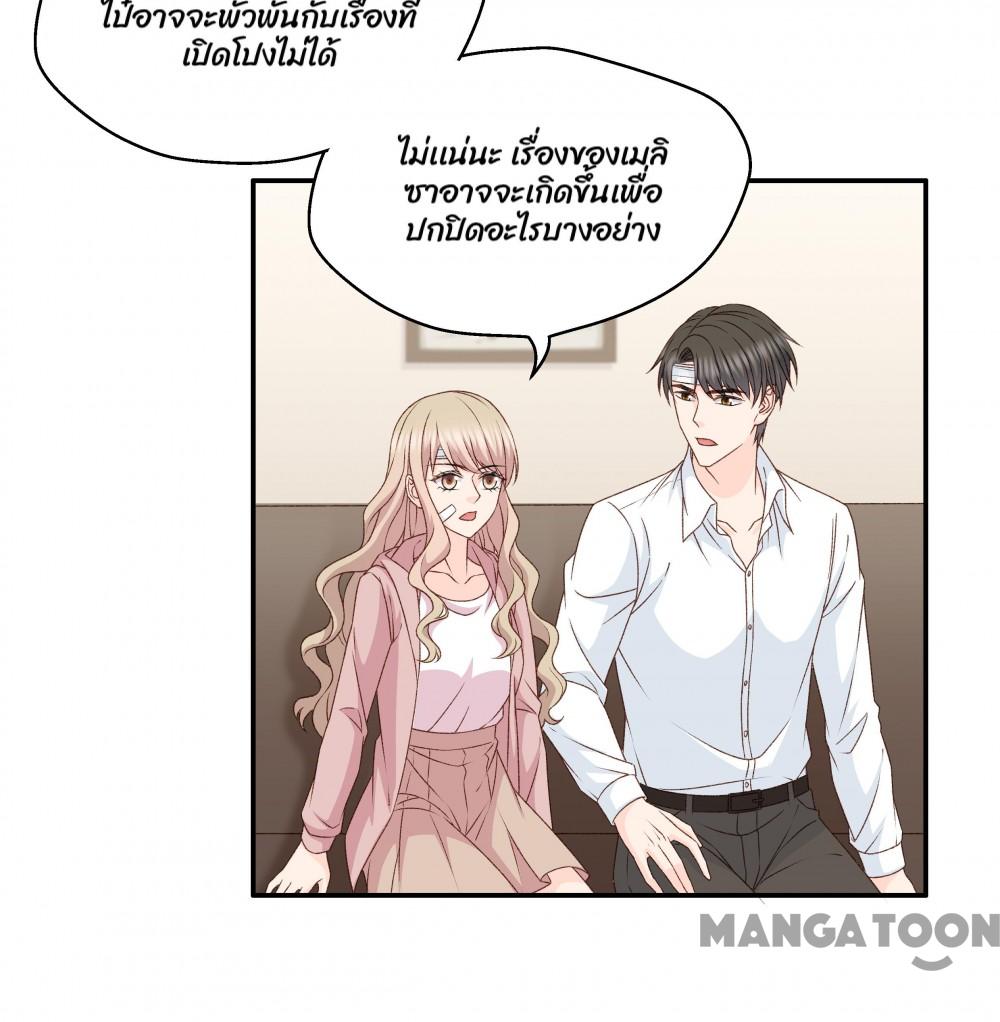 ไป๋อาจจะพัวพันกับเรื่องที่
เปิดโปงไม่ได้
ไม่แน่นะ เรื่องของเมลิ
ซาอาจจะเกิดขึ้นเพื่อ
ปกปิดอะไรบางอย่าง
MANGATOON